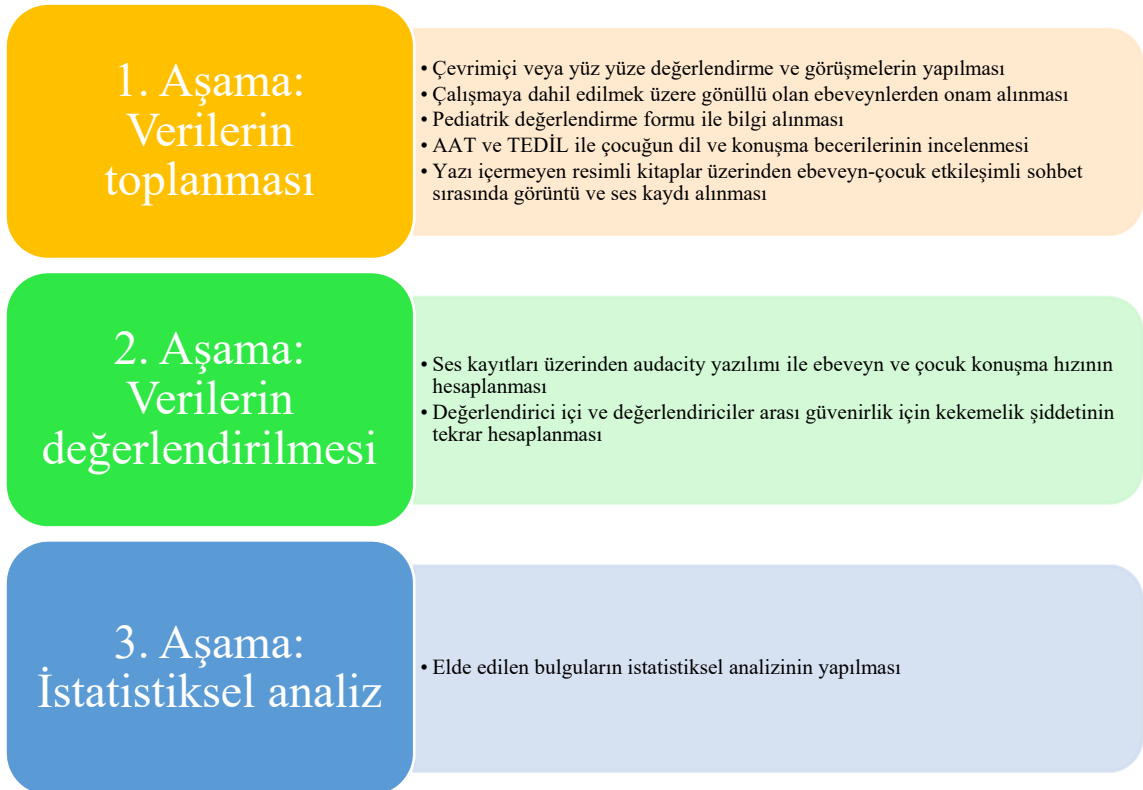 1. Aşama:
Verilerin
toplanması
• Çevrimiçi veya yüz yüze değerlendirme ve görüşmelerin yapılması
• Çalışmaya dahil edilmek üzere gönüllü olan ebeveynlerden onam alınması
• Pediatrik değerlendirme formu ile bilgi alınması
• AAT ve TEDİL ile çocuğun dil ve konuşma becerilerinin incelenmesi
• Yazı içermeyen resimli kitaplar üzerinden ebeveyn-çocuk etkileşimli sohbet
sırasında görüntü ve ses kaydı alınması
2. Aşama:
Verilerin
değerlendirilmesi
• Ses kayıtları üzerinden audacity yazılımı ile ebeveyn ve çocuk konuşma hızının
hesaplanması
• Değerlendirici içi ve değerlendiriciler arası güvenirlik için kekemelik şiddetinin
tekrar hesaplanması
3. Aşama:
İstatistiksel analiz
• Elde edilen bulguların istatistiksel analizinin yapılması